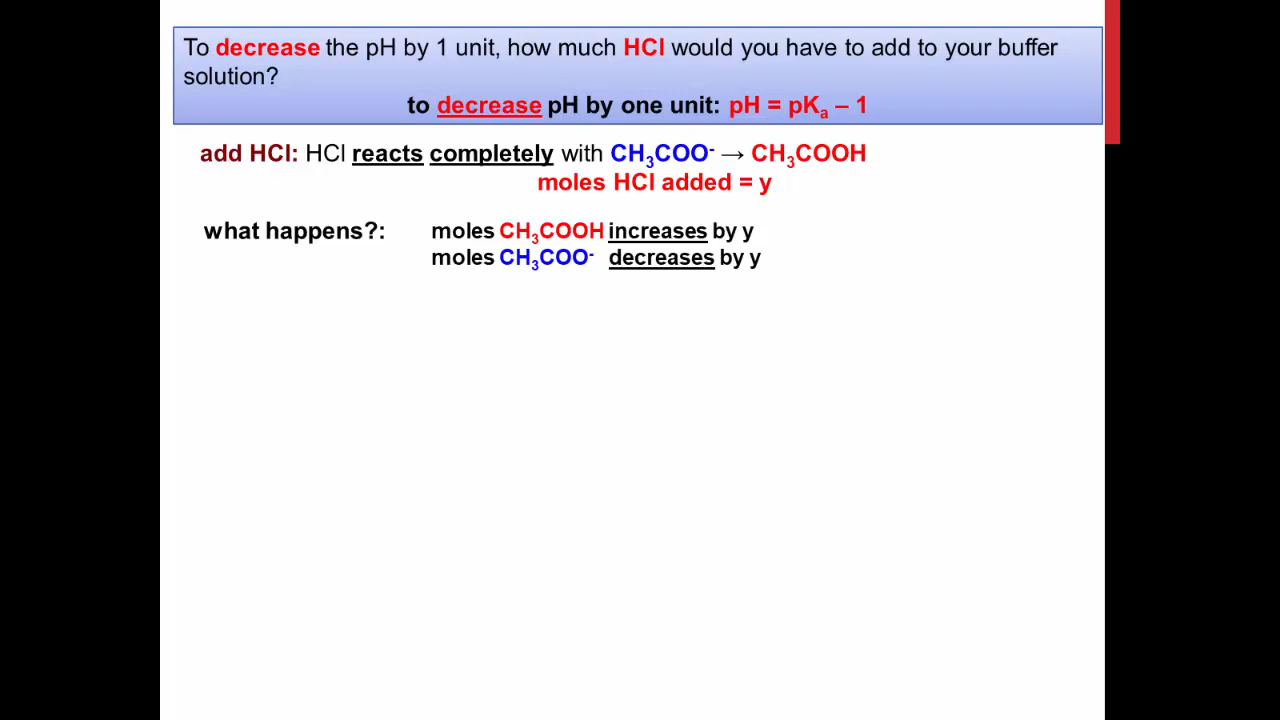 To decrease the pH by 1 unit, how much HCl would you have to add to your buffer
solution?
to decrease pH by one unit: pH = pKₐ – 1
add HCl: HCl reacts completely with CH₃COO⁻ → CH₃COOH
moles HCl added = y
what happens?: moles CH₃COOH increases by y
moles CH₃COO⁻ decreases by y